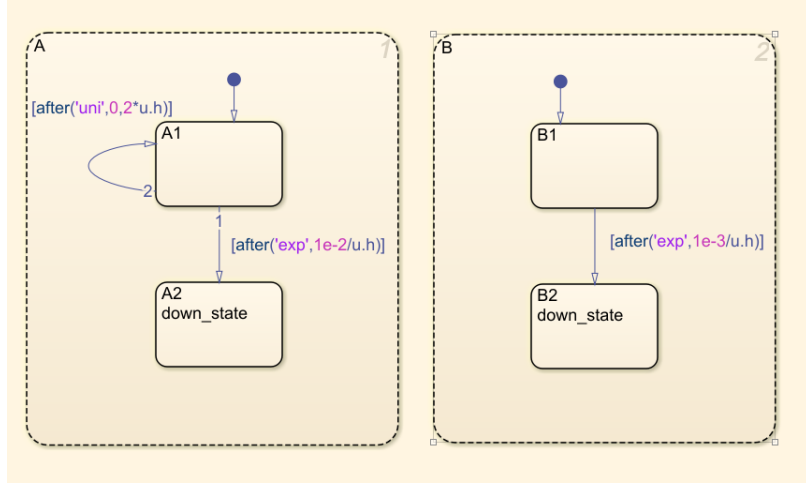 A
1
[after('uni',0,2*u.h)]
A1
2
1
[after('exp',1e-2/u.h)]
A2
down_state
B
2
B1
[after('exp',1e-3/u.h)]
B2
down_state